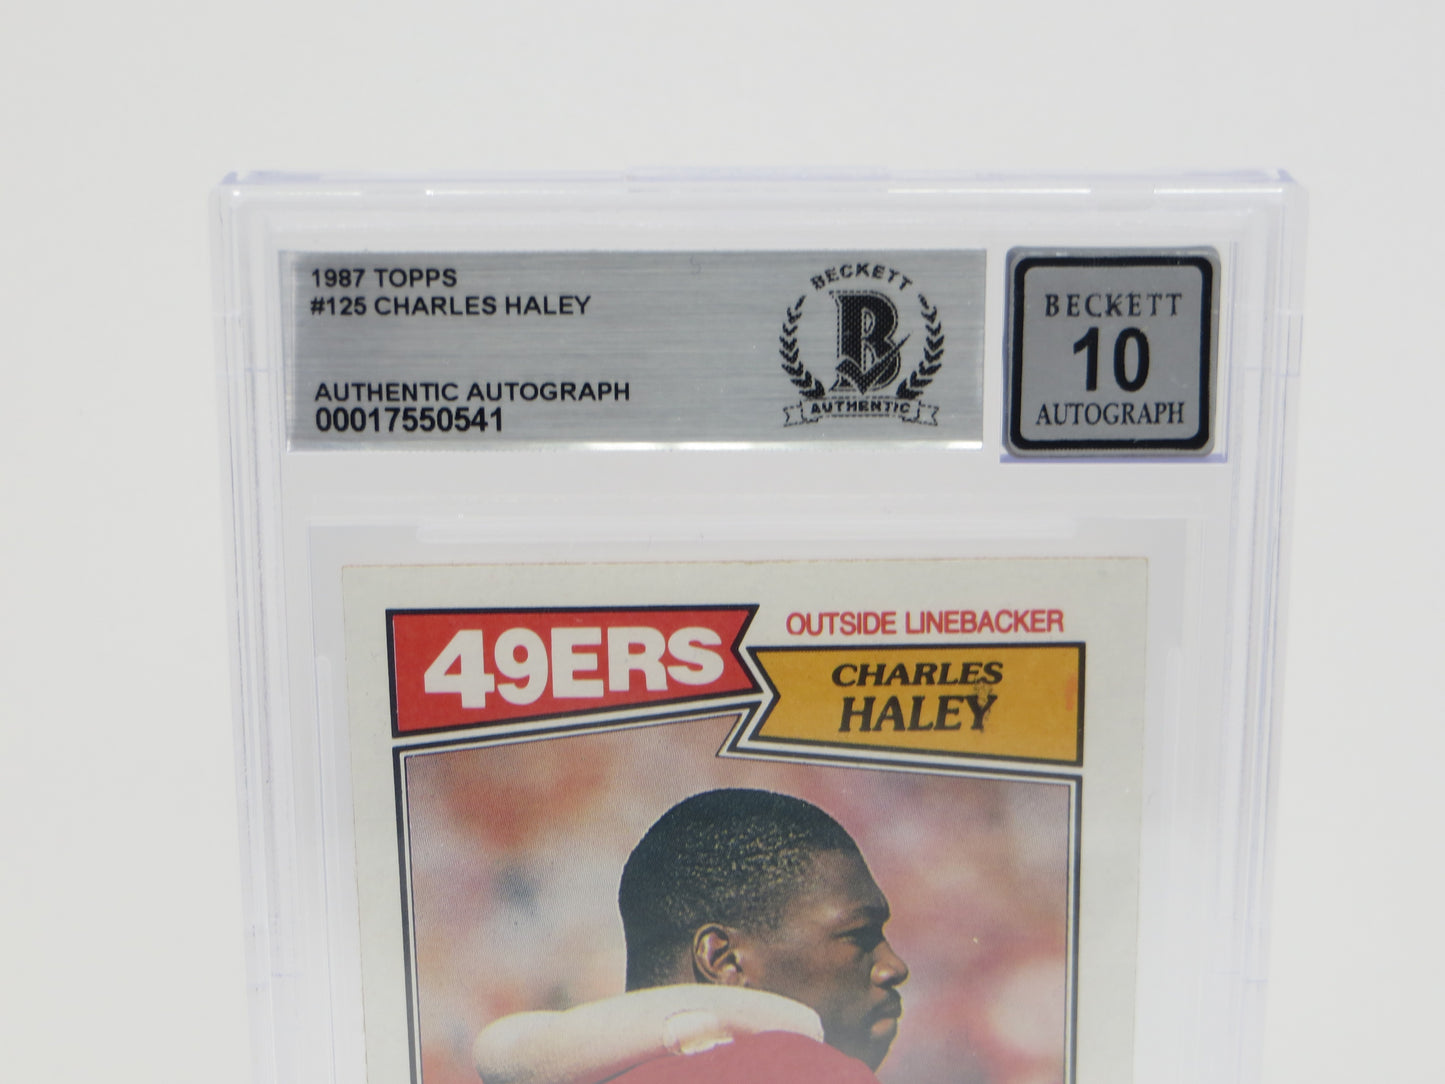 1987 TOPPS
#125 CHARLES HALEY
AUTHENTIC AUTOGRAPH
00017550541
BECKETT
B
AUTHENTIC
BECKETT
10
AUTOGRAPH
49ERS
OUTSIDE LINEBACKER
CHARLES
HALEY